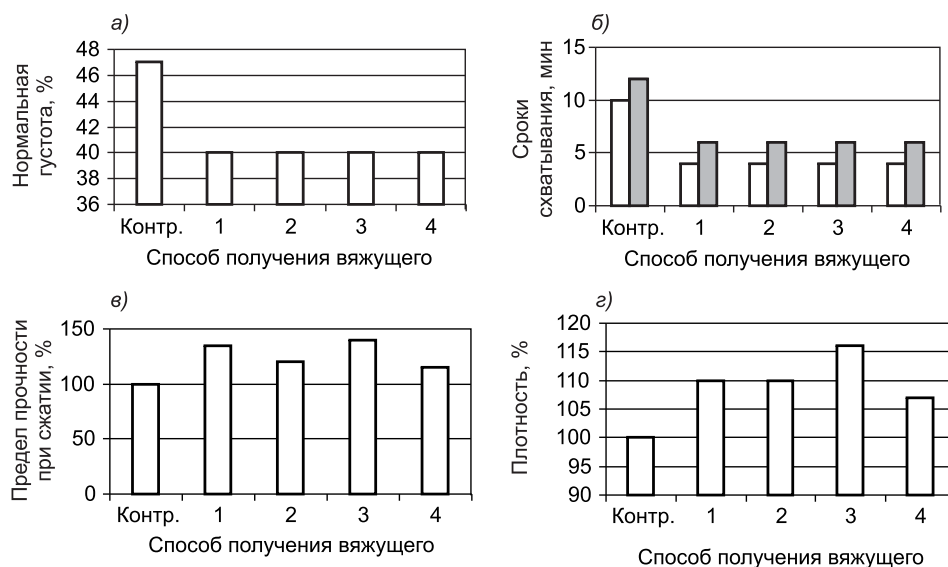 а)
Нормальная
густота, %
48
46
44
42
40
38
36
Контр. 1 2 3 4
Способ получения вяжущего
б)
Сроки
схватывания, мин
15
10
5
0
Контр. 1 2 3 4
Способ получения вяжущего
в)
Предел прочности
при сжатии, %
150
100
50
0
Контр. 1 2 3 4
Способ получения вяжущего
г)
Плотность, %
120
115
110
105
100
95
90
Контр. 1 2 3 4
Способ получения вяжущего